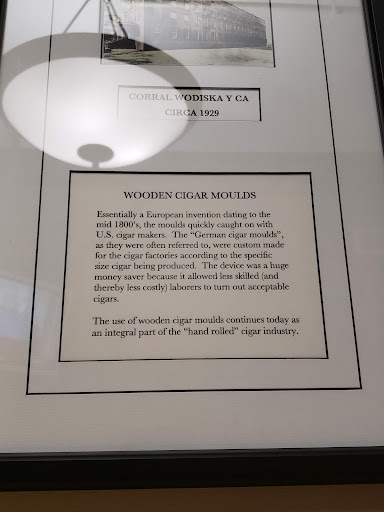 CORRAL WODISKA Y CA
CIRCA 1929
WOODEN CIGAR MOULDS
Essentially a European invention dating to the
mid 1800's, the moulds quickly caught on with
U.S. cigar makers. The "German cigar moulds",
as they were often referred to, were custom made
for the cigar factories according to the specific
size cigar being produced. The device was a huge
money saver because it allowed less skilled (and
thereby less costly) laborers to turn out acceptable
cigars.
The use of wooden cigar moulds continues today as
an integral part of the "hand rolled" cigar industry.